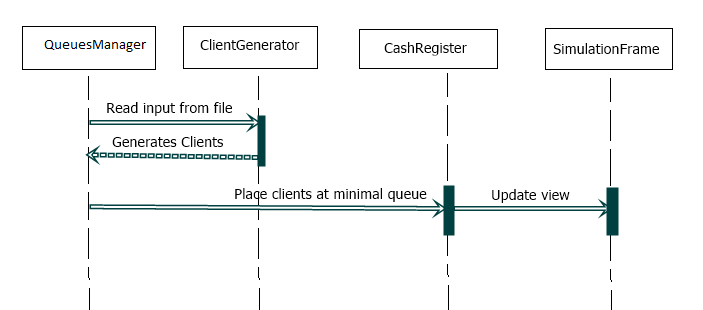 QueuesManager
ClientGenerator
CashRegister
SimulationFrame
Read input from file
Generates Clients
Place clients at minimal queue
Update view